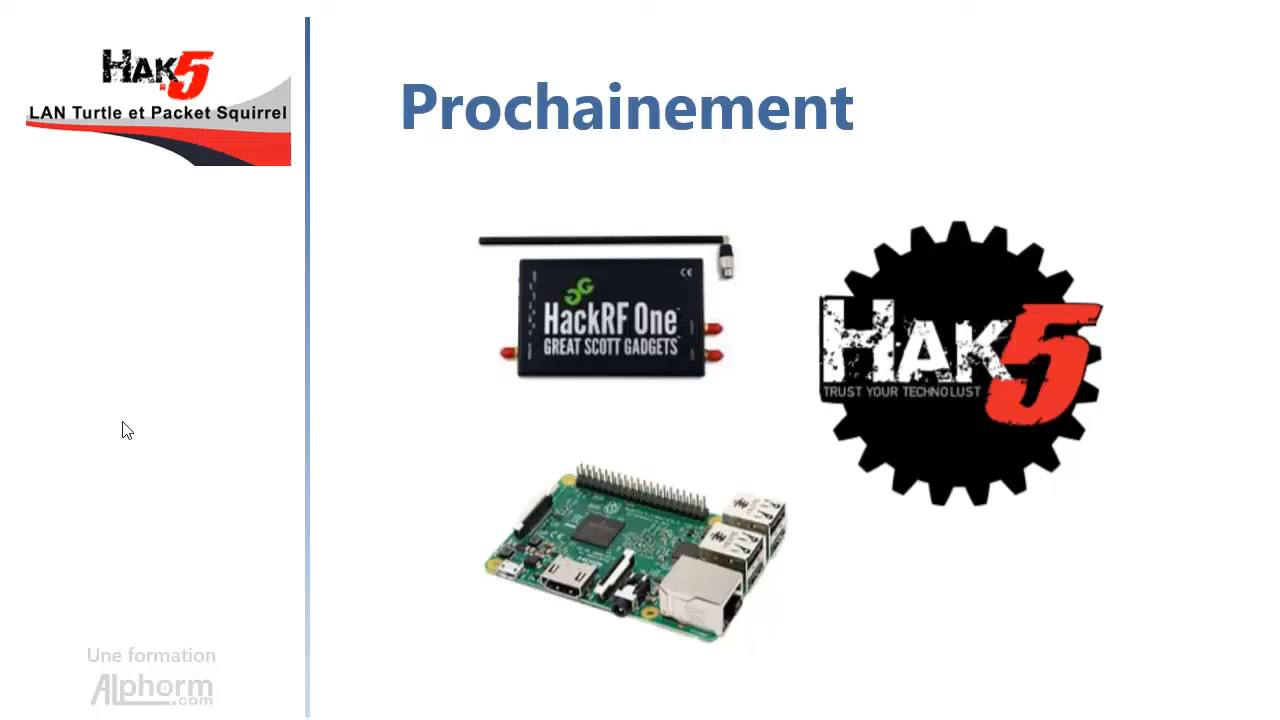 HAK5
LAN Turtle et Packet Squirrel
Prochainement
HackRF One
GREAT SCOTT GADGETS
CE
HAK5
TRUST YOUR TECHNOLUST
Une formation
Alphorm
.com